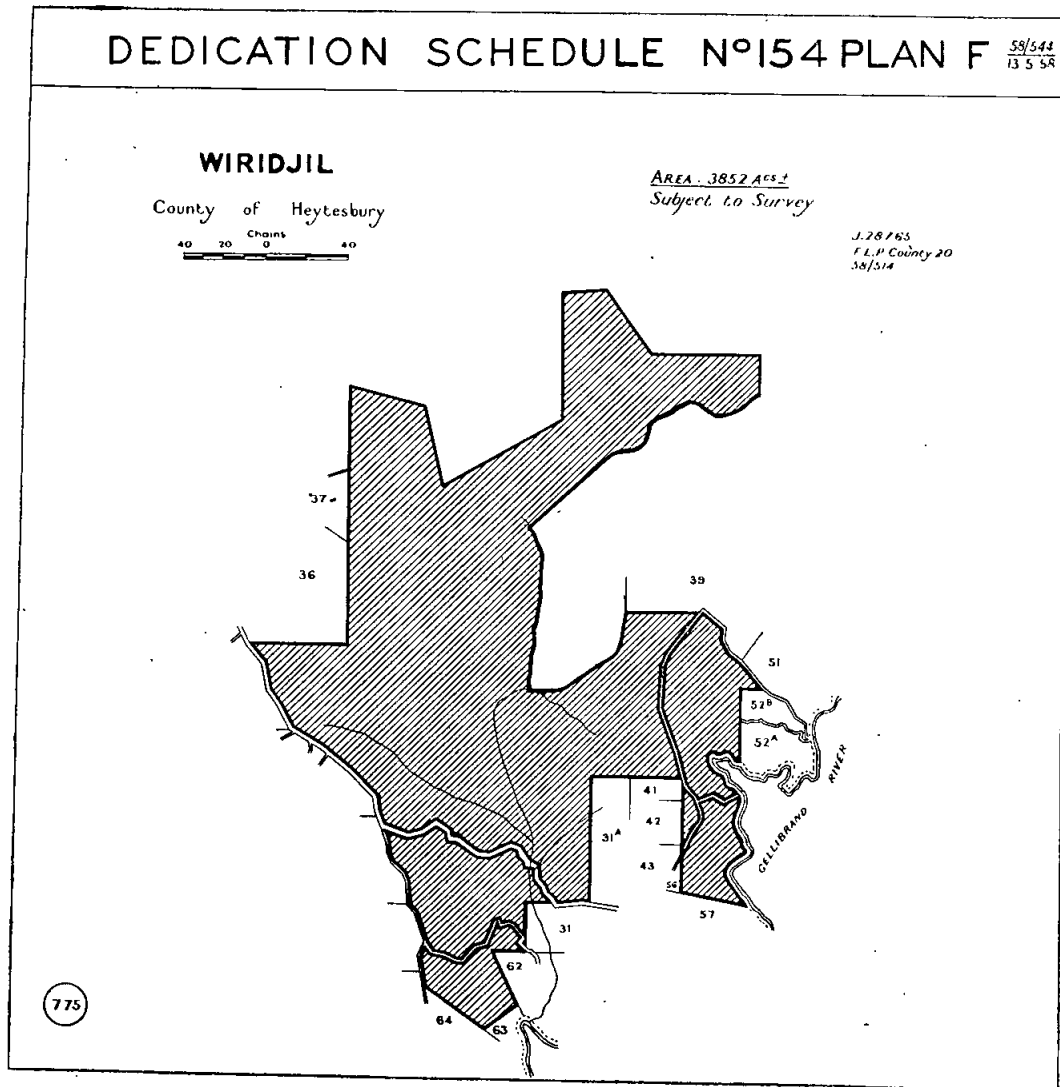 DEDICATION SCHEDULE Nº154 PLAN F 58/544
13 5 58
WIRIDJIL
County of Heytesbury
Chains
40 20 0 40
AREA . 3852 Acs ±
Subject to Survey
J.28765
F.L.P County 20
58/514
37
36
39
51
52B
52A
GELLIBRAND RIVER
41
42
31A
43
56
57
31
62
64
63
775